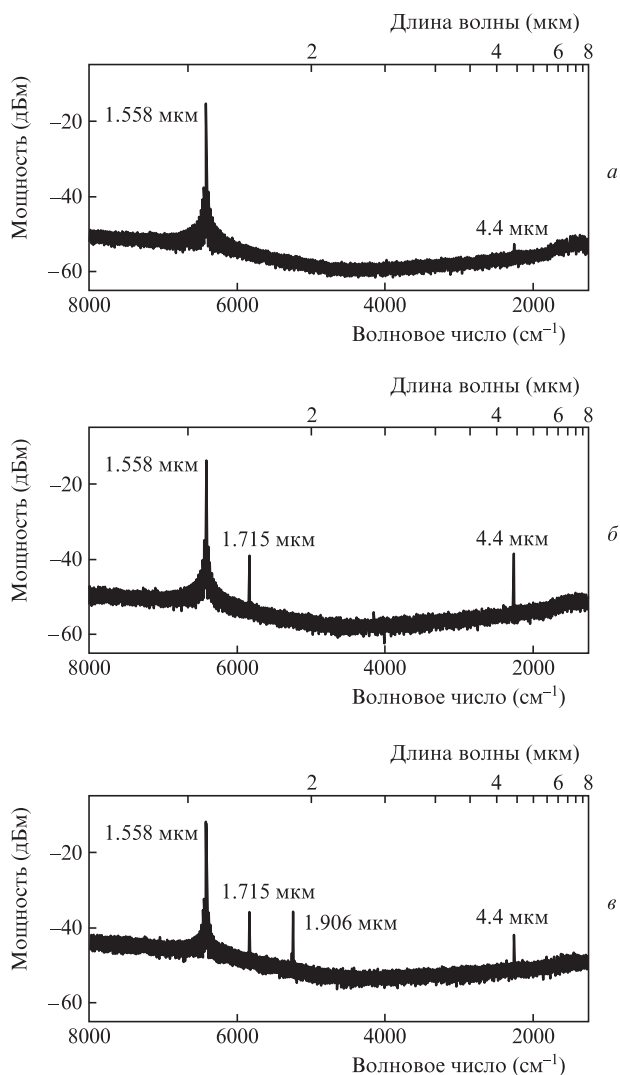 Длина волны (мкм)
2 4 6 8
Мощность (дБм)
–20
–40
–60
1.558 мкм
4.4 мкм
а
8000 6000 4000 2000
Волновое число (см–1)
Длина волны (мкм)
2 4 6 8
Мощность (дБм)
–20
–40
–60
1.558 мкм
1.715 мкм
4.4 мкм
б
8000 6000 4000 2000
Волновое число (см–1)
Длина волны (мкм)
2 4 6 8
Мощность (дБм)
–20
–40
–60
1.558 мкм
1.715 мкм
1.906 мкм
4.4 мкм
в
8000 6000 4000 2000
Волновое число (см–1)